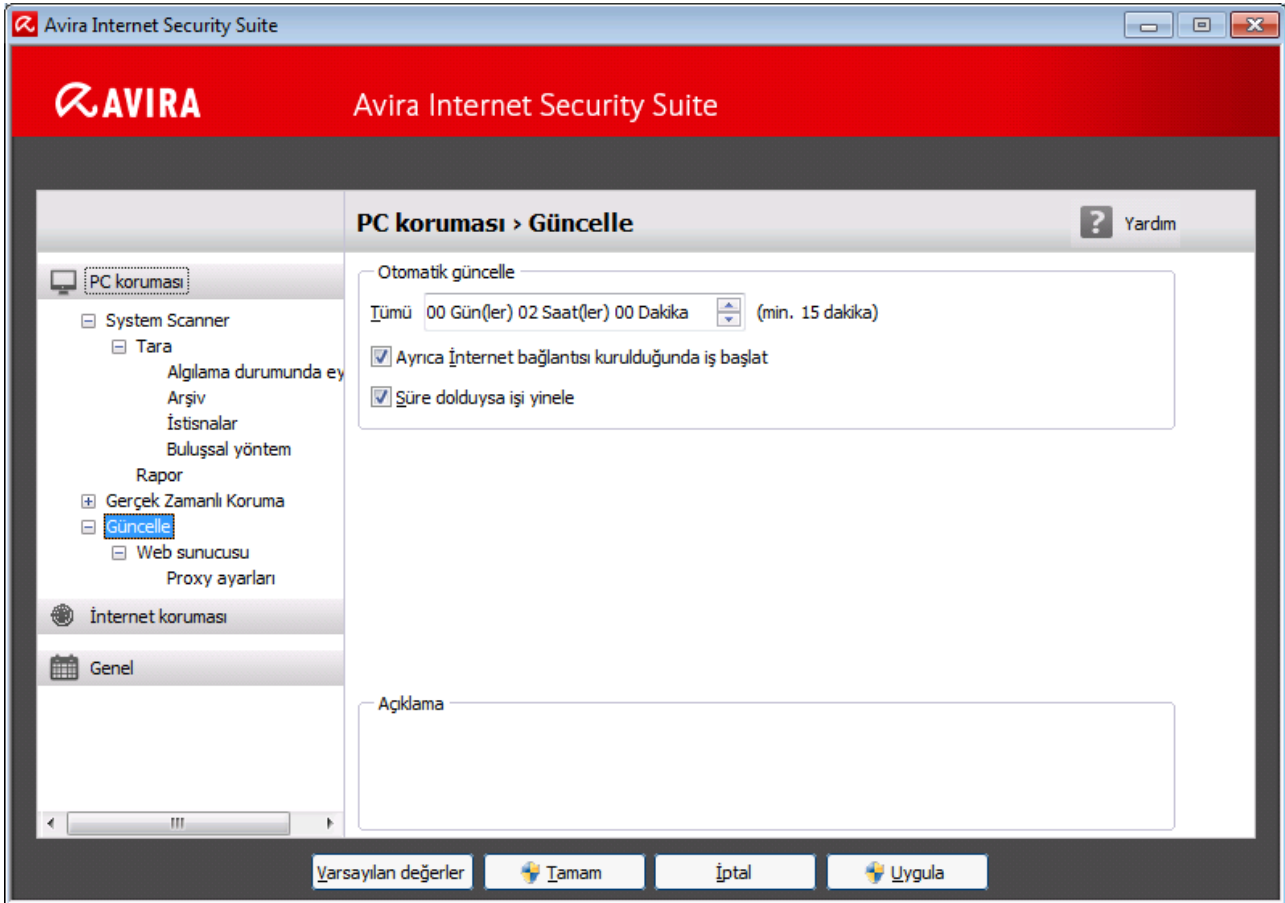 Avira Internet Security Suite
AVIRA
Avira Internet Security Suite
PC koruması › Güncelle
Yardım
PC koruması
System Scanner
Tara
Algılama durumunda ey
Arşiv
İstisnalar
Buluşsal yöntem
Rapor
Gerçek Zamanlı Koruma
Güncelle
Web sunucusu
Proxy ayarları
İnternet koruması
Genel
Otomatik güncelle
Tümü 00 Gün(ler) 02 Saat(ler) 00 Dakika (min. 15 dakika)
Ayrıca İnternet bağlantısı kurulduğunda iş başlat
Süre dolduysa işi yinele
Açıklama
Varsayılan değerler Tamam İptal Uygula